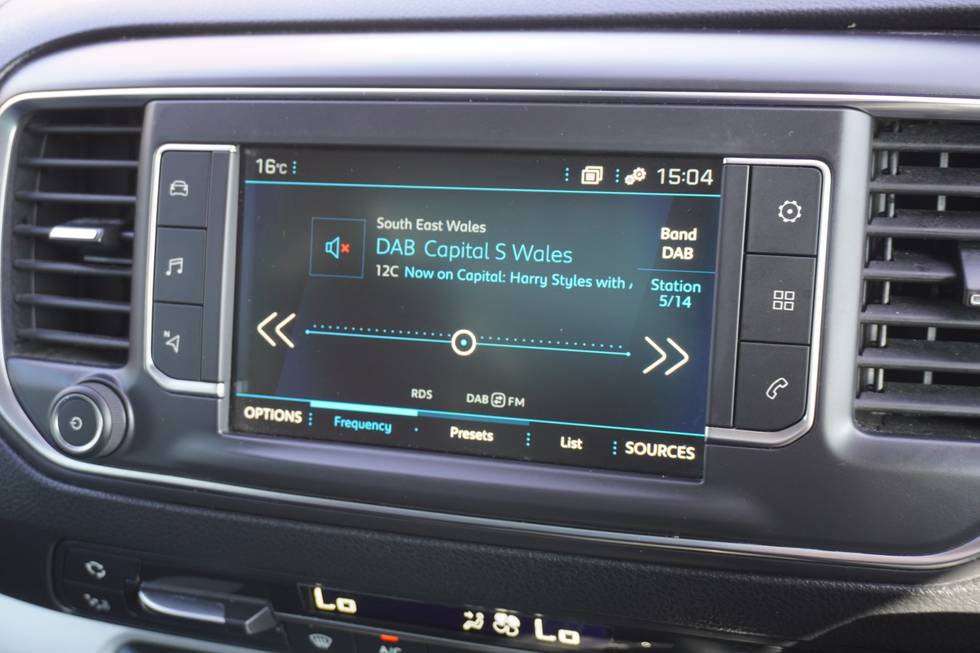 16°C
15:04
South East Wales
DAB Capital S Wales
12C Now on Capital: Harry Styles with
Band
DAB
Station
5/14
RDS
DAB FM
OPTIONS
Frequency
Presets
List
SOURCES
N
Lo
Lo
A/C